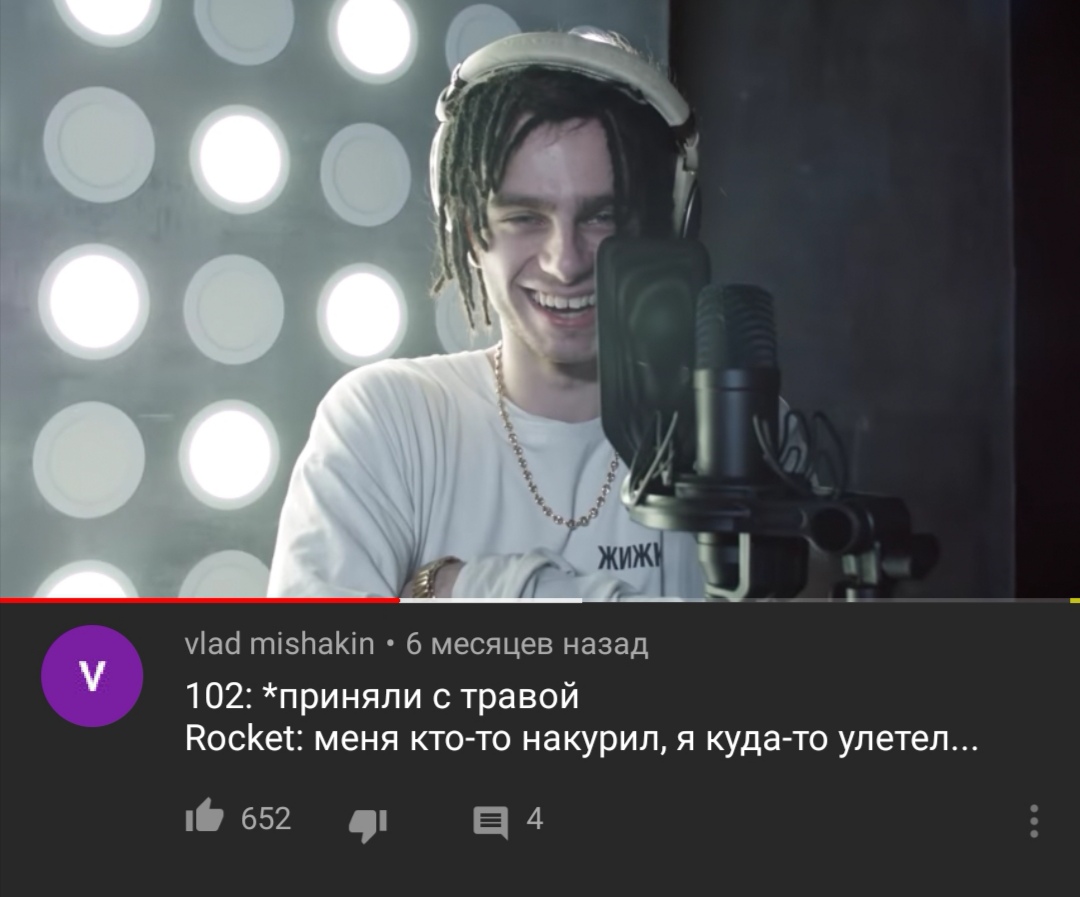 ЖИЖИ
vlad mishakin • 6 месяцев назад
102: *приняли с травой
Rocket: меня кто-то накурил, я куда-то улетел...
652
4
V